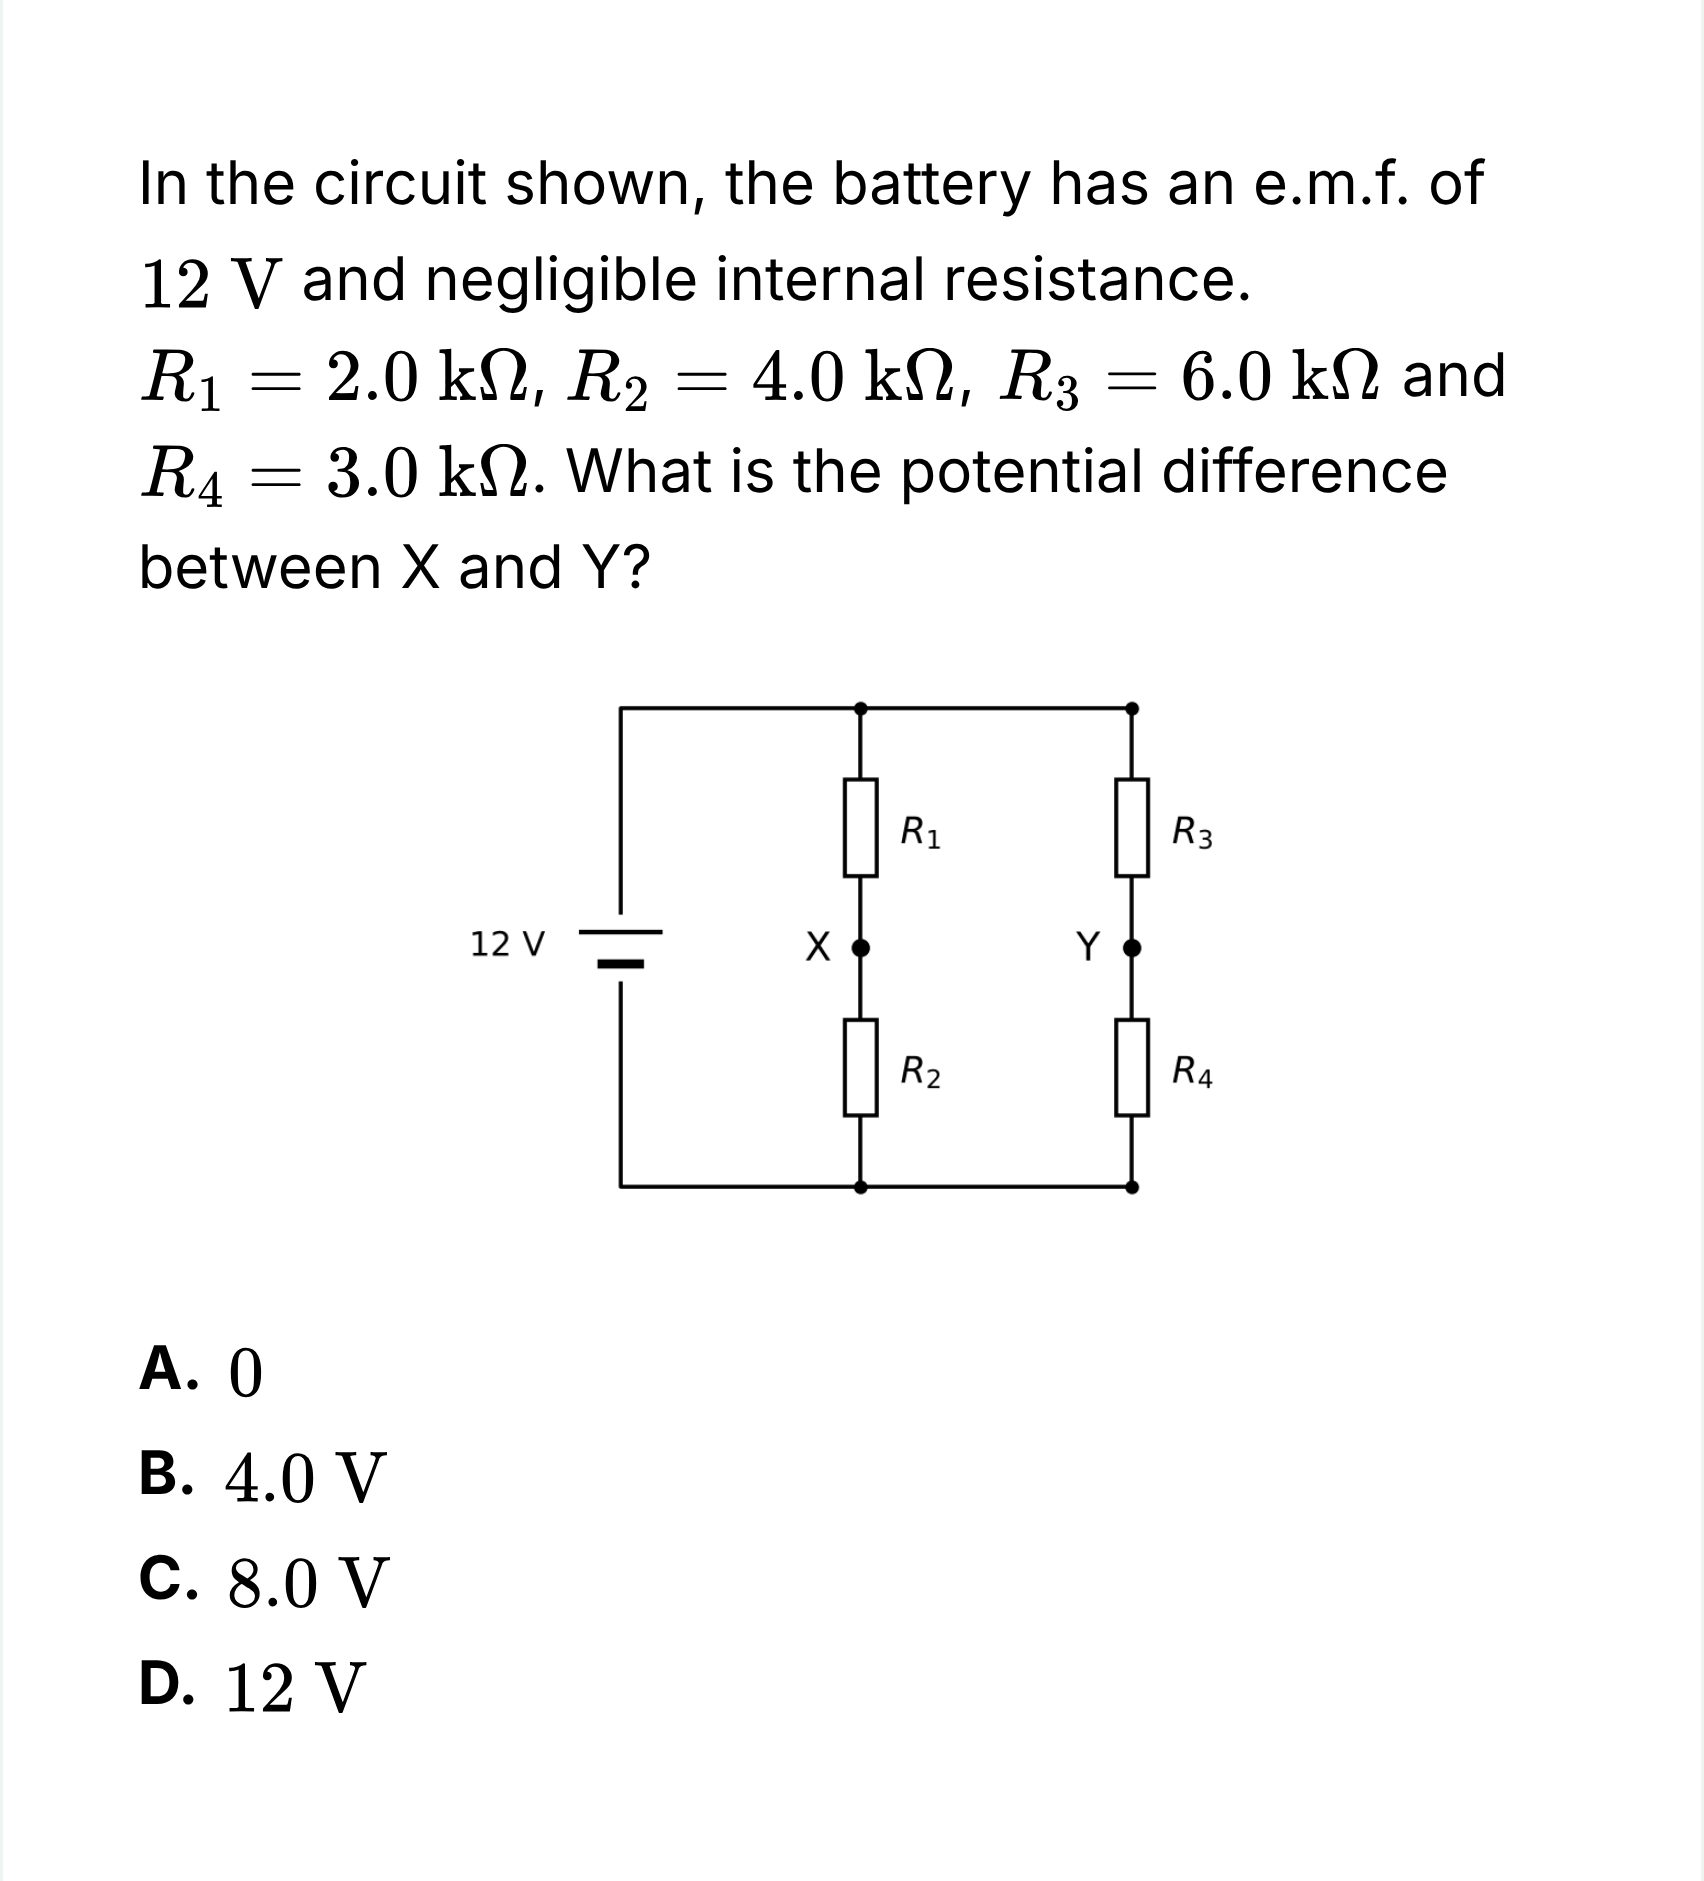 In the circuit shown, the battery has an e.m.f. of
12 V and negligible internal resistance.
R₁ = 2.0 kΩ, R₂ = 4.0 kΩ, R₃ = 6.0 kΩ and
R₄ = 3.0 kΩ. What is the potential difference
between X and Y?
R₁
R₃
12 V
X
Y
R₂
R₄
A. 0
B. 4.0 V
C. 8.0 V
D. 12 V